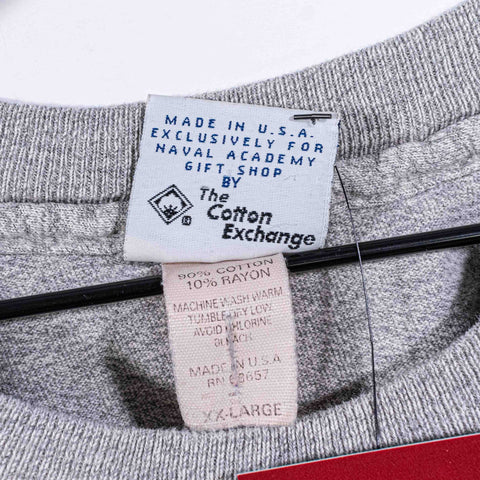 MADE IN U.S.A.
EXCLUSIVELY FOR
NAVAL ACADEMY
GIFT SHOP
BY
The
Cotton
Exchange
90% COTTON
10% RAYON
MACHINE WASH WARM
TUMBLE DRY LOW
AVOID CHLORINE
BLEACH
MADE IN U.S.A
RN
XX-LARGE